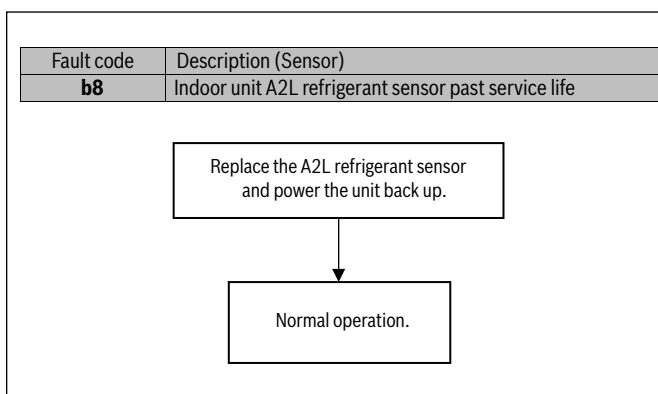 Fault code Description (Sensor)
b8 Indoor unit A2L refrigerant sensor past service life
Replace the A2L refrigerant sensor
and power the unit back up.
Normal operation.